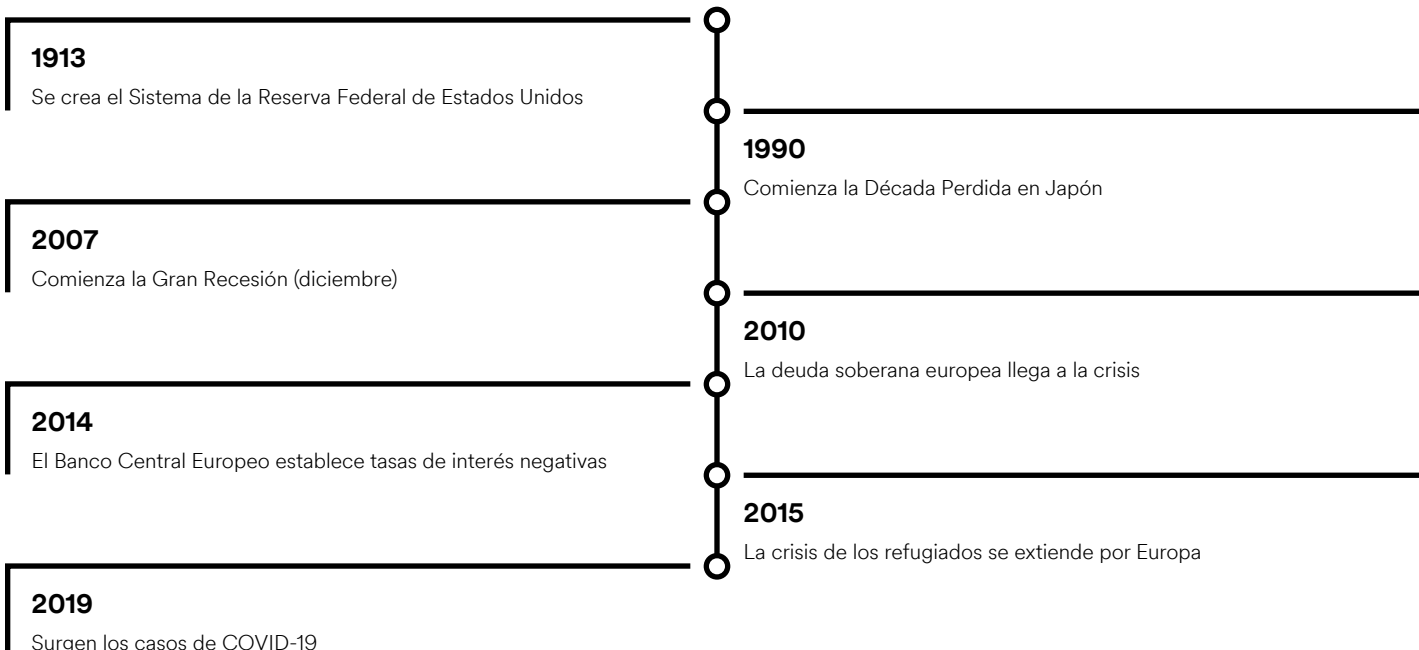 1913
Se crea el Sistema de la Reserva Federal de Estados Unidos
1990
Comienza la Década Perdida en Japón
2007
Comienza la Gran Recesión (diciembre)
2010
La deuda soberana europea llega a la crisis
2014
El Banco Central Europeo establece tasas de interés negativas
2015
La crisis de los refugiados se extiende por Europa
2019
Surgen los casos de COVID-19